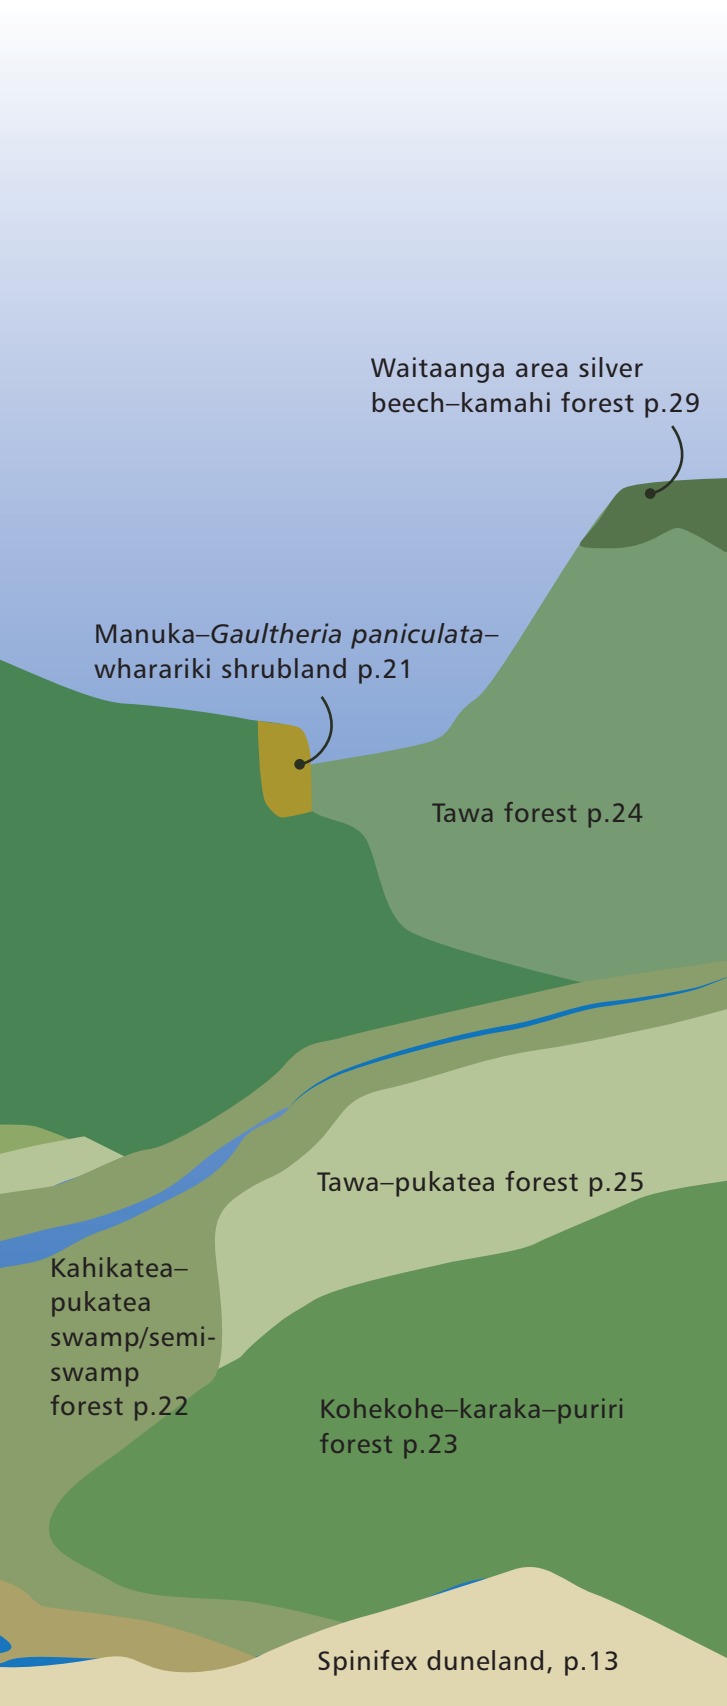 Waitaanga area silver
beech–kamahi forest p.29
Manuka–Gaultheria paniculata–
wharariki shrubland p.21
Tawa forest p.24
Tawa–pukatea forest p.25
Kahikatea–
pukatea
swamp/semi-
swamp
forest p.22
Kohekohe–karaka–puriri
forest p.23
Spinifex duneland, p.13